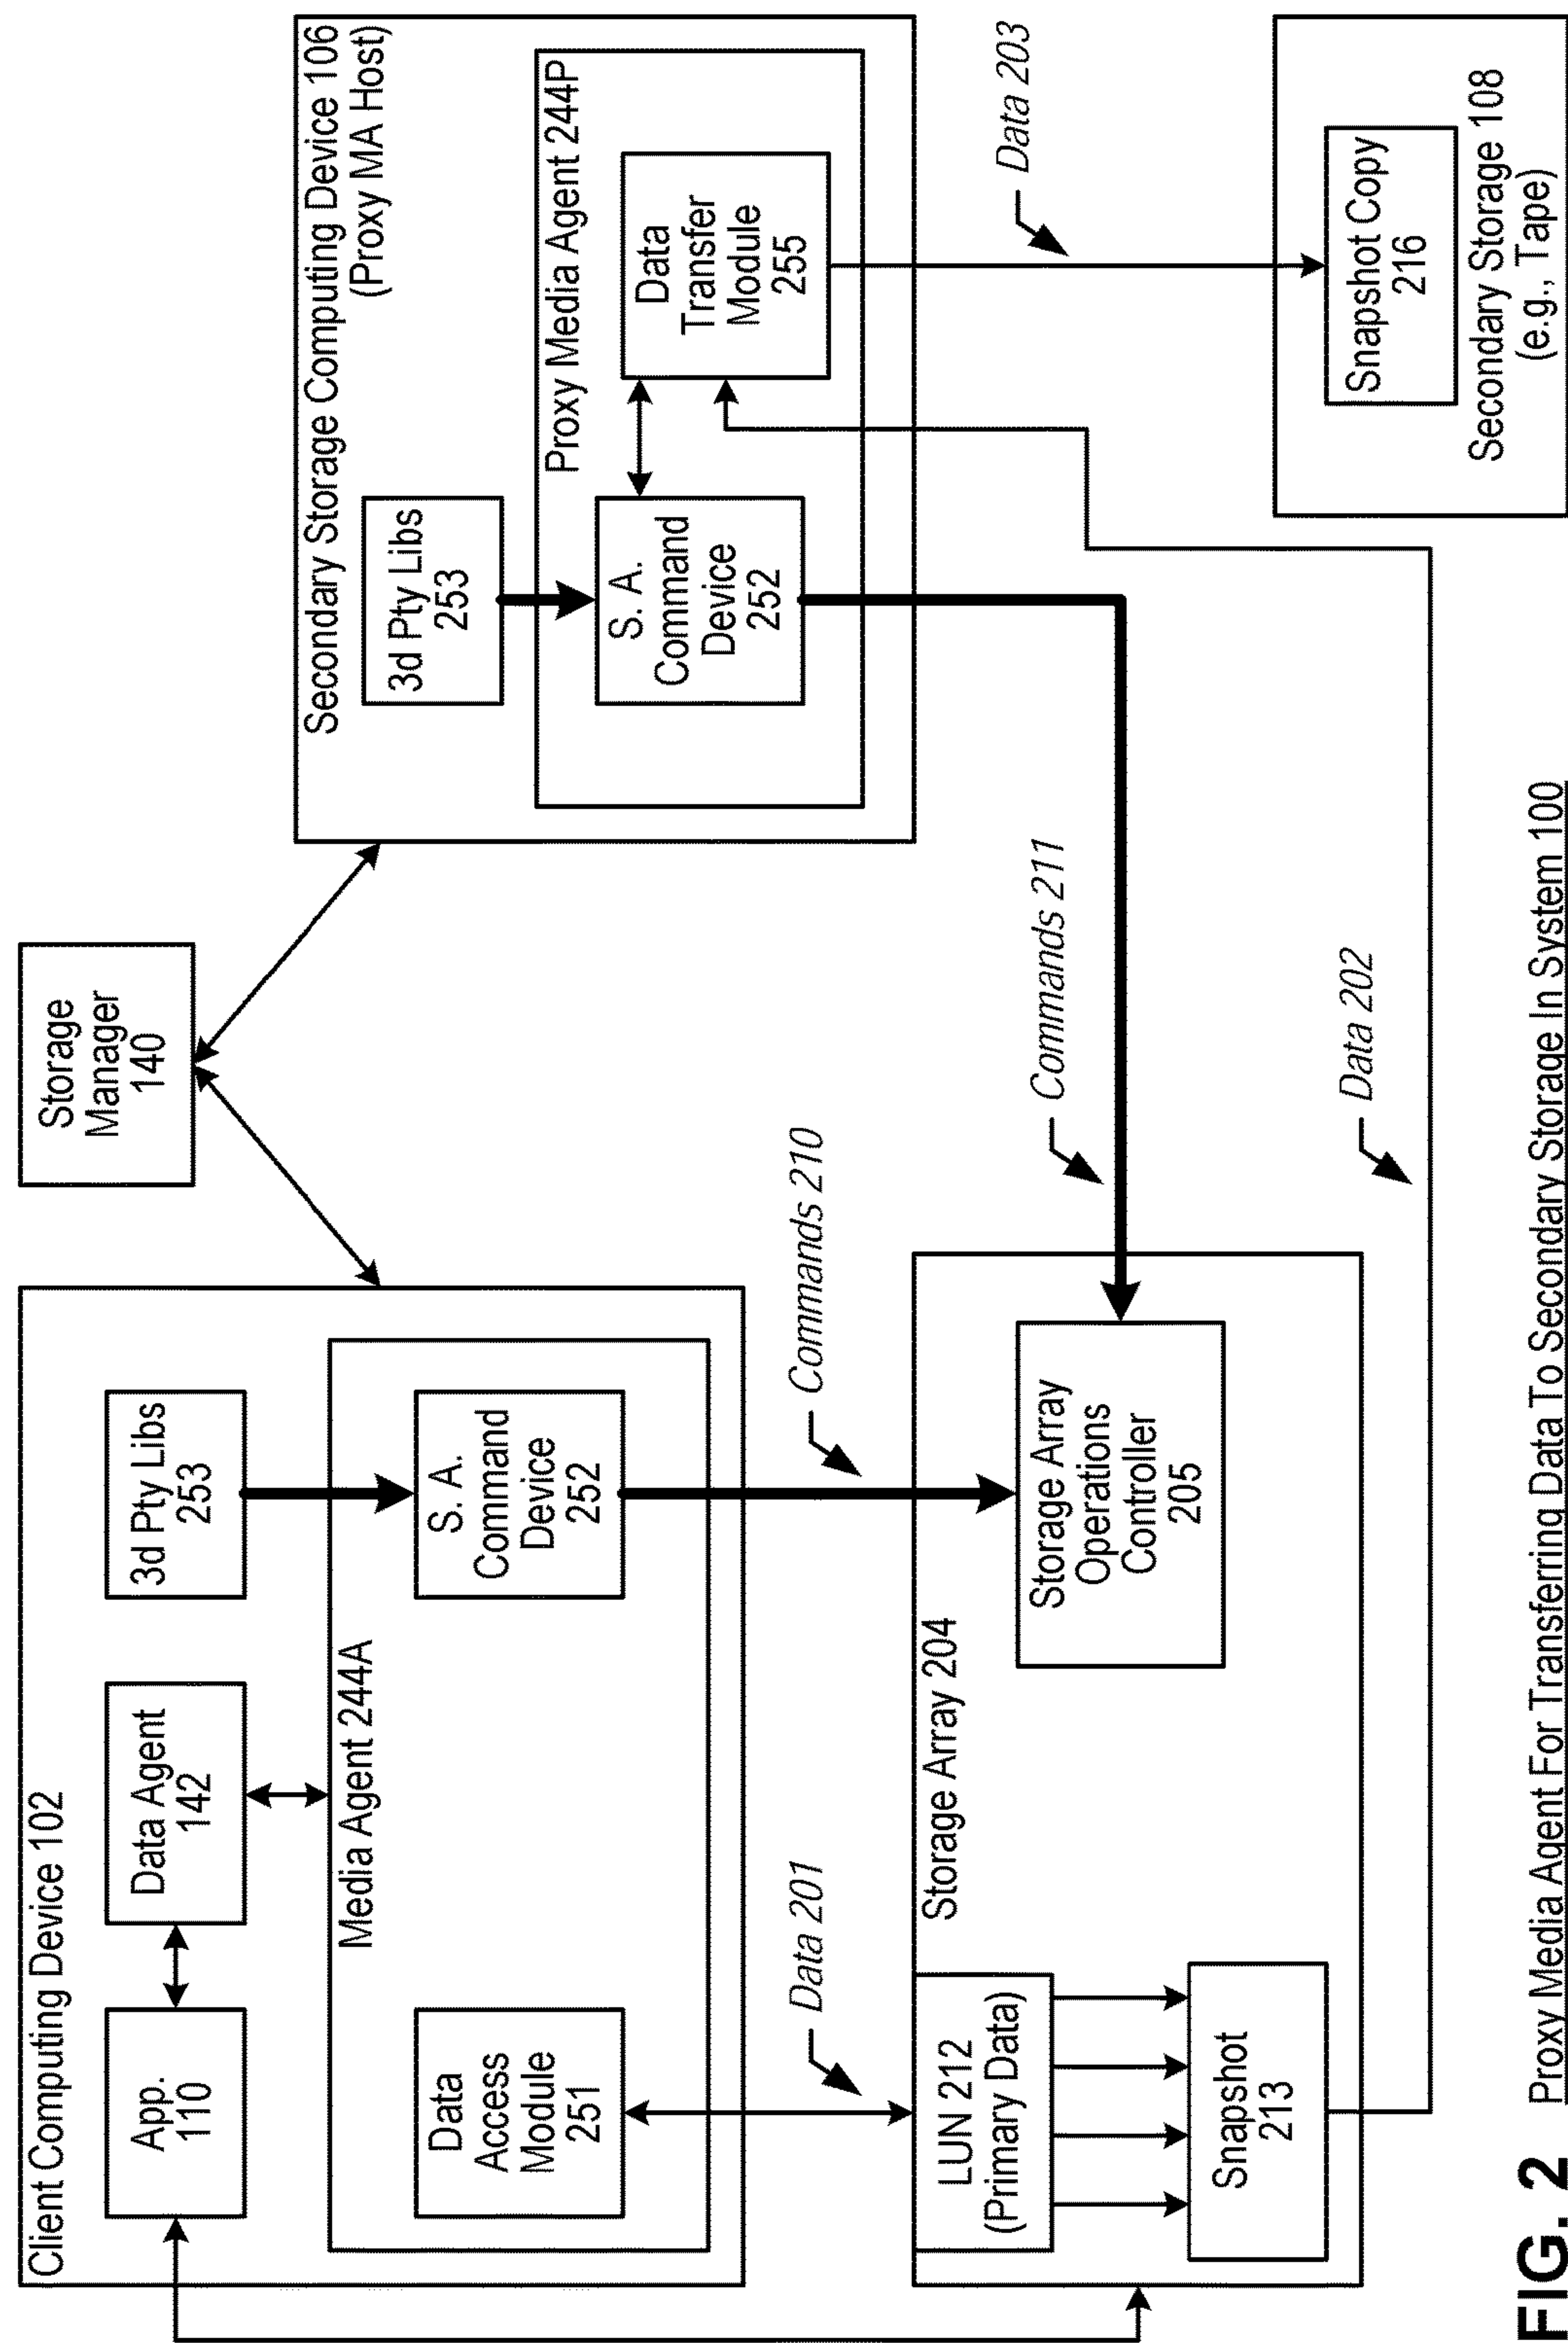 Client Computing Device 102
App.
110
Data Agent
142
3d Pty Libs
253
Media Agent 244A
Data
Access
Module
251
S. A.
Command
Device
252
Storage
Manager
140
Secondary Storage Computing Device 106
(Proxy MA Host)
3d Pty Libs
253
Proxy Media Agent 244P
S. A.
Command
Device
252
Data
Transfer
Module
255
Data 201
Commands 210
Commands 211
Data 203
Storage Array 204
LUN 212
(Primary Data)
Snapshot
213
Storage Array
Operations
Controller
205
Data 202
Snapshot Copy
216
Secondary Storage 108
(e.g., Tape)
FIG. 2 Proxy Media Agent For Transferring Data To Secondary Storage In System 100